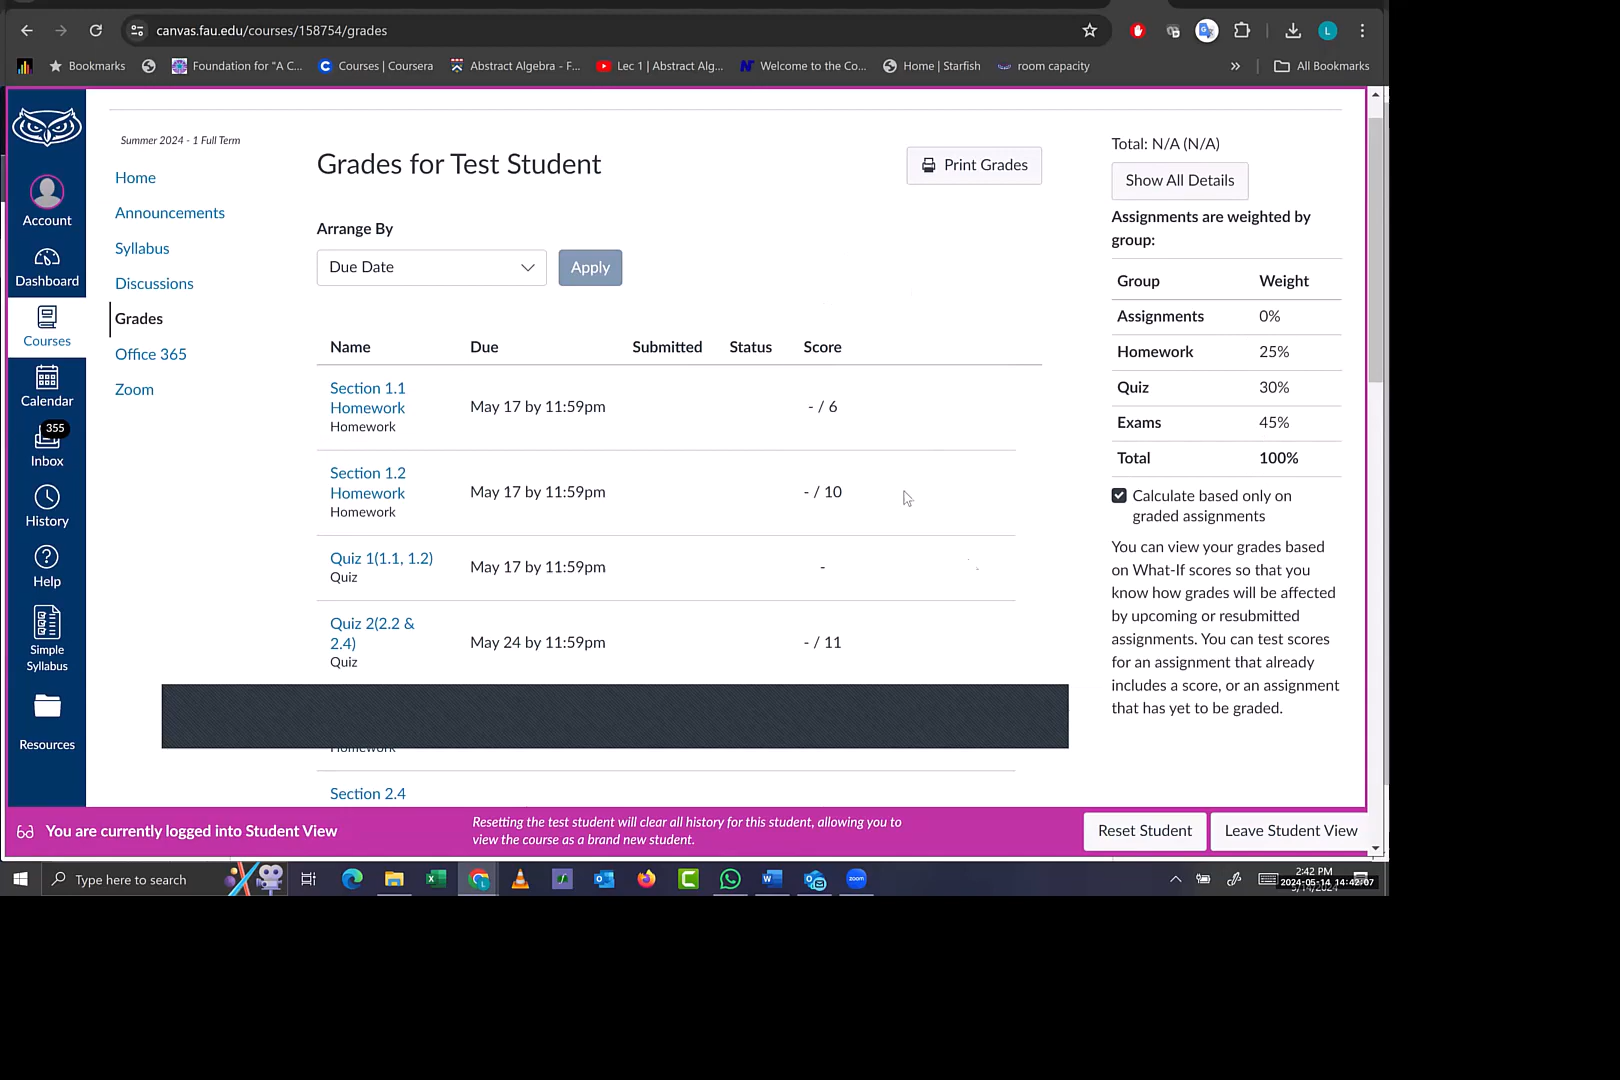 canvas.fau.edu/courses/158754/grades
L
Bookmarks
Foundation for "A C...
Courses | Coursera
Abstract Algebra - F...
Lec 1 | Abstract Alg...
Welcome to the Co...
Home | Starfish
room capacity
All Bookmarks
Account
Dashboard
Courses
Calendar
355
Inbox
History
Help
Simple
Syllabus
Resources
Summer 2024 - 1 Full Term
Home
Announcements
Syllabus
Discussions
Grades
Office 365
Zoom
Grades for Test Student
Print Grades
Arrange By
Due Date
Apply
Name Due Submitted Status Score
Section 1.1
Homework
Homework
May 17 by 11:59pm
- / 6
Section 1.2
Homework
Homework
May 17 by 11:59pm
- / 10
Quiz 1(1.1, 1.2)
Quiz
May 17 by 11:59pm
-
Quiz 2(2.2 &
2.4)
Quiz
May 24 by 11:59pm
- / 11
Homework
Section 2.4
Total: N/A (N/A)
Show All Details
Assignments are weighted by
group:
Group Weight
Assignments 0%
Homework 25%
Quiz 30%
Exams 45%
Total 100%
Calculate based only on
graded assignments
You can view your grades based
on What-If scores so that you
know how grades will be affected
by upcoming or resubmitted
assignments. You can test scores
for an assignment that already
includes a score, or an assignment
that has yet to be graded.
You are currently logged into Student View
Resetting the test student will clear all history for this student, allowing you to
view the course as a brand new student.
Reset Student
Leave Student View
Type here to search
2:42 PM
2024-05-14 14:42:07